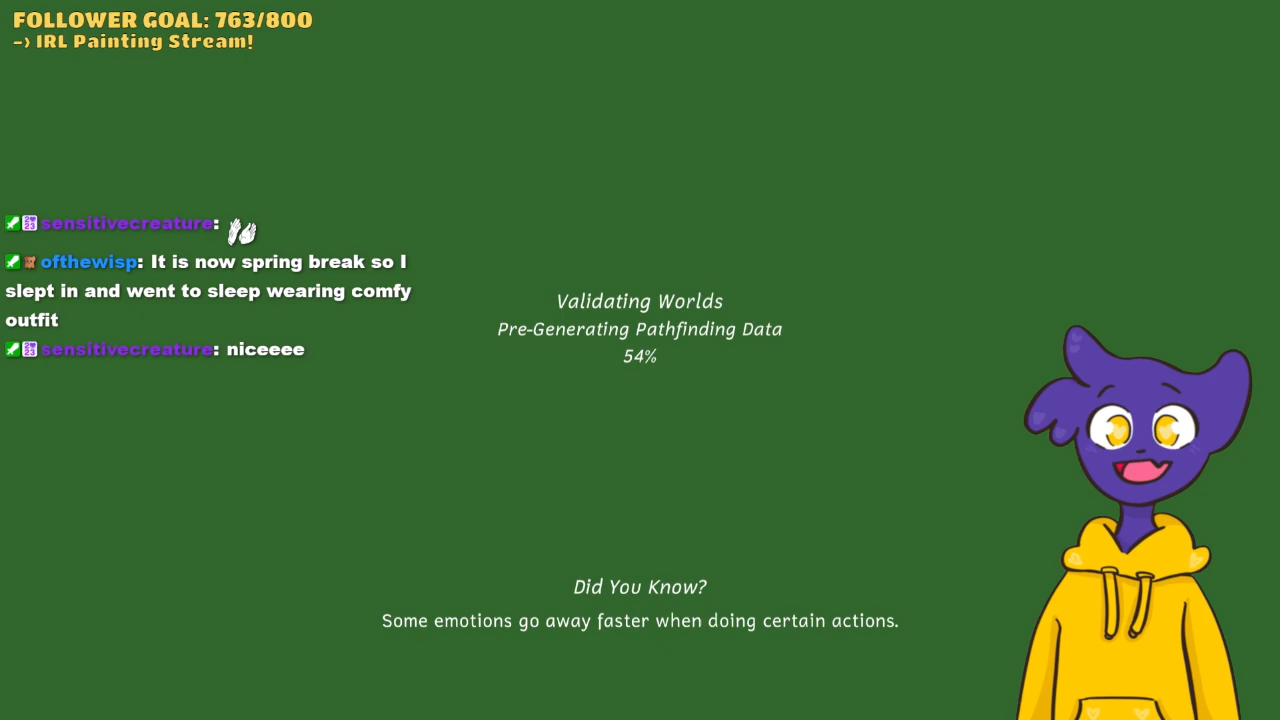 FOLLOWER GOAL: 763/800
-> IRL Painting Stream!
sensitivecreature:
ofthewisp: It is now spring break so I
slept in and went to sleep wearing comfy
outfit
sensitivecreature: niceeee
Validating Worlds
Pre-Generating Pathfinding Data
54%
Did You Know?
Some emotions go away faster when doing certain actions.